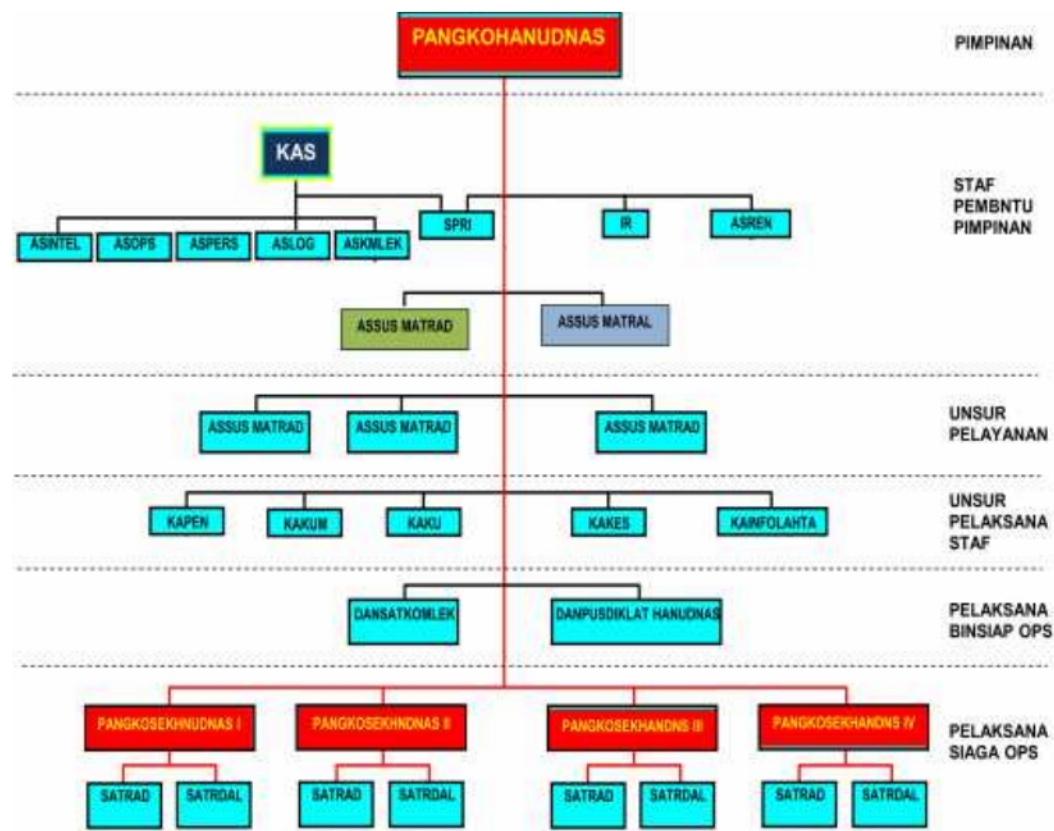 PANGKOHANUDNAS
PIMPINAN
KAS
STAF
PEMBNTU
PIMPINAN
SPRI
IR
ASREN
ASINTEL
ASOPS
ASPERS
ASLOG
ASKMLEK
ASSUS MATRAD
ASSUS MATRAL
UNSUR
PELAYANAN
ASSUS MATRAD
ASSUS MATRAD
ASSUS MATRAD
UNSUR
PELAKSANA
STAF
KAPEN
KAKUM
KAKU
KAKES
KAINFOLAHTA
DANSATKOMLEK
DANPUSDIKLAT HANUDNAS
PELAKSANA
BINSIAP OPS
PANGKOSEKHNUDNAS I
PANGKOSEKHNDNAS II
PANGKOSEKHANDNS III
PANGKOSEKHANDNS IV
PELAKSANA
SIAGA OPS
SATRAD
SATRDAL
SATRAD
SATRDAL
SATRAD
SATRDAL
SATRAD
SATRDAL